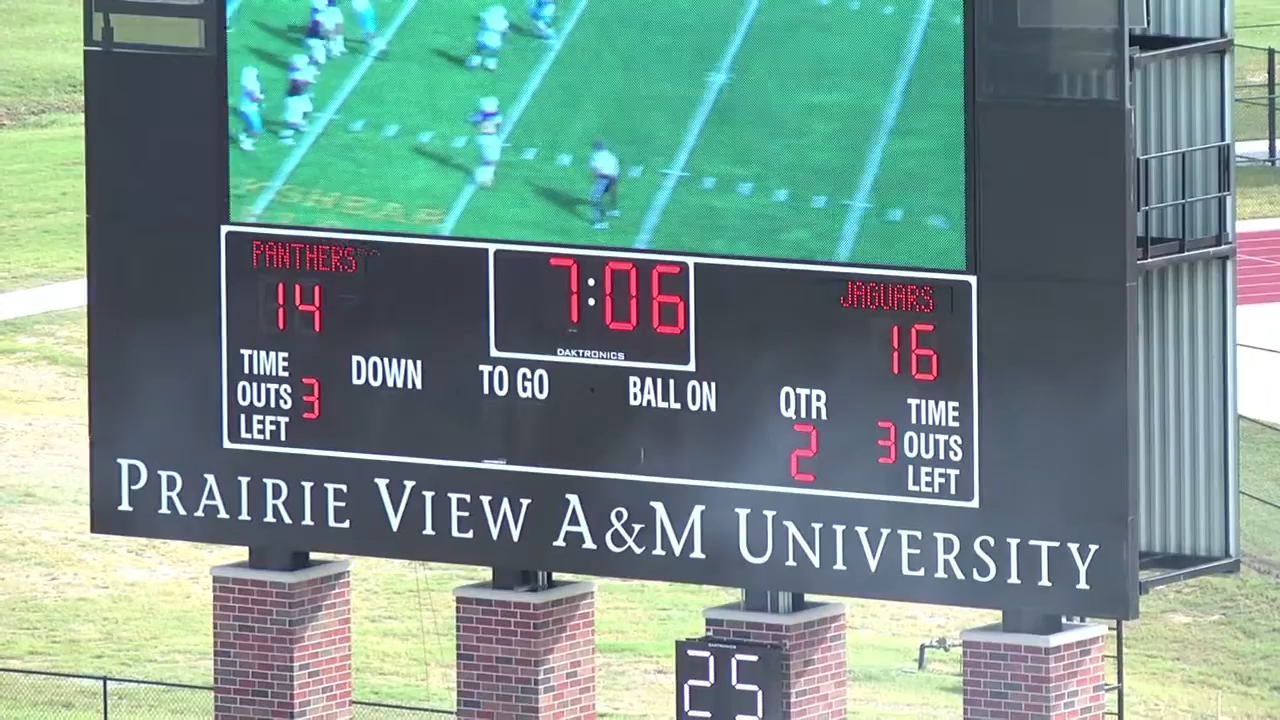 PANTHERS
7:06
JAGUARS
14
16
DAKTRONICS
TIME
OUTS 3
LEFT
DOWN
TO GO
BALL ON
QTR
2
TIME
3 OUTS
LEFT
PRAIRIE VIEW A&M UNIVERSITY
DAKTRONICS
25